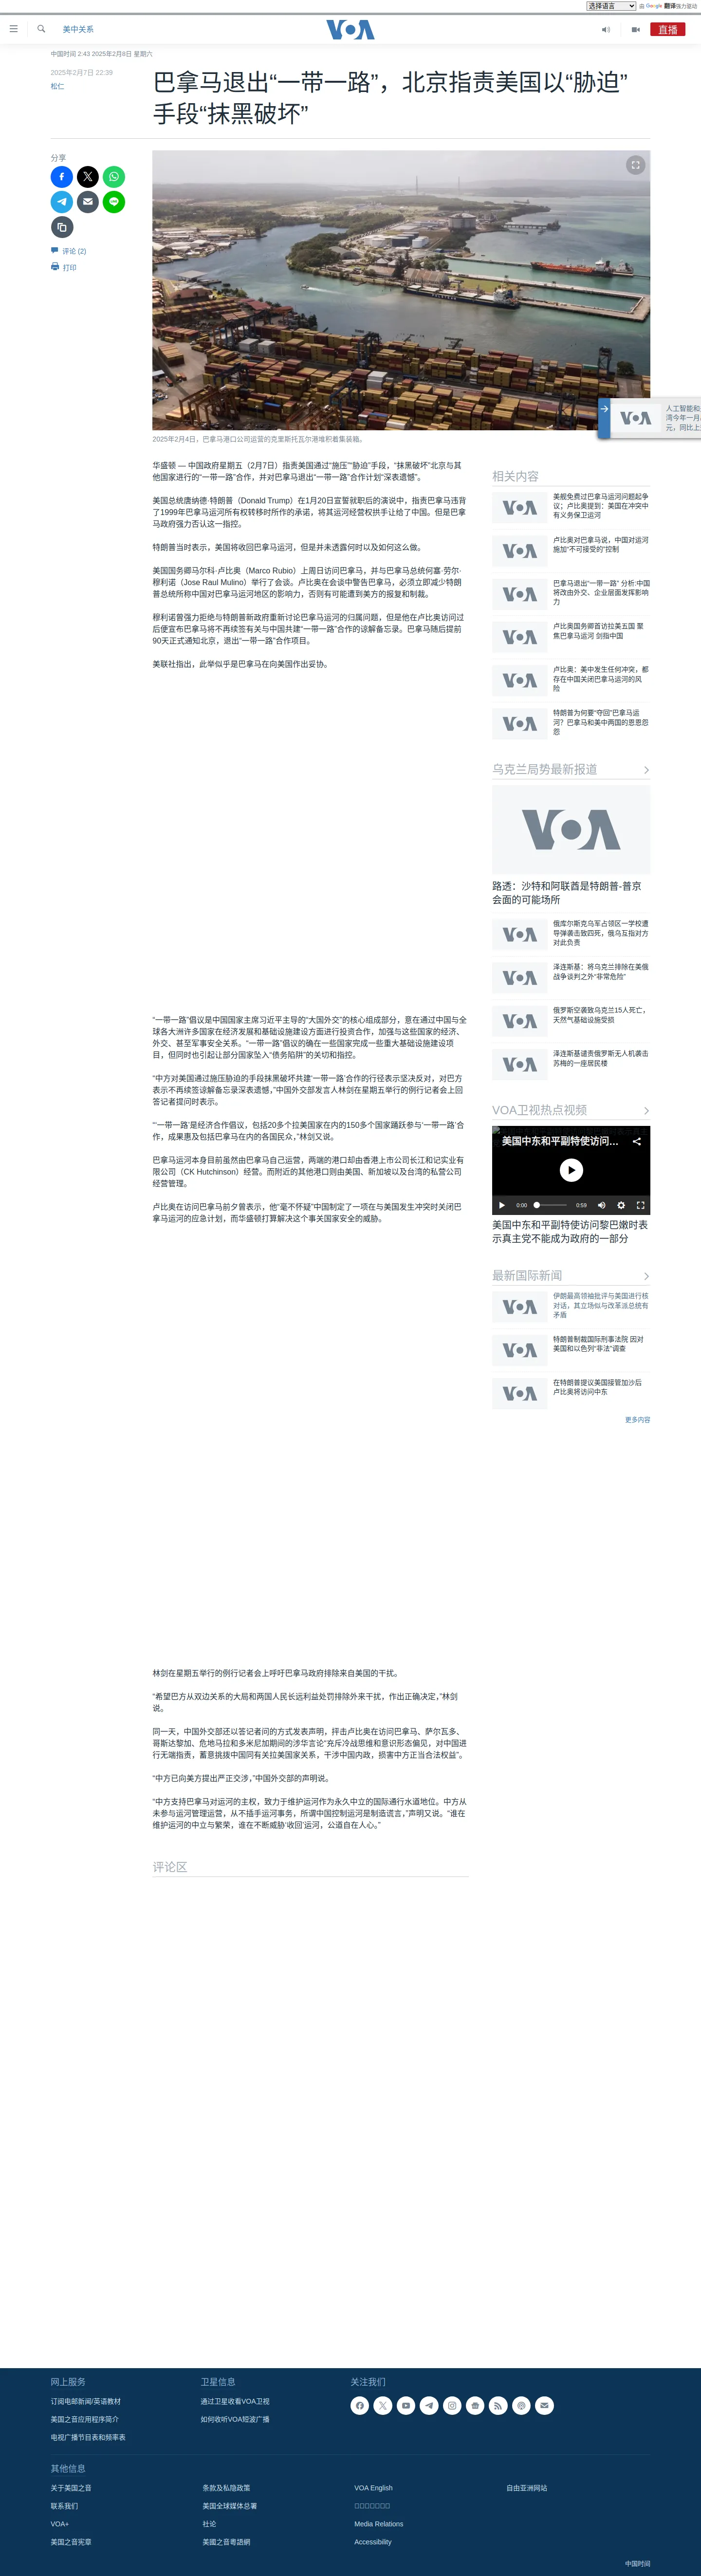 选择语言
由 Google 翻译强力驱动
美中关系
VOA
直播
中国时间 2:43 2025年2月8日 星期六
2025年2月7日 22:39
松仁
巴拿马退出“一带一路”，北京指责美国以“胁迫”
手段“抹黑破坏”
分享
评论 (2)
打印
人工智能和
湾今年一月
元，同比上
2025年2月4日，巴拿马港口公司运营的克里斯托瓦尔港堆积着集装箱。
华盛顿 — 中国政府星期五（2月7日）指责美国通过“施压”“胁迫”手段，“抹黑破坏”北京与其
他国家进行的“一带一路”合作，并对巴拿马退出“一带一路”合作计划“深表遗憾”。
美国总统唐纳德·特朗普（Donald Trump）在1月20日宣誓就职后的演说中，指责巴拿马违背
了1999年巴拿马运河所有权转移时所作的承诺，将其运河经营权拱手让给了中国。但是巴拿
马政府强力否认这一指控。
特朗普当时表示，美国将收回巴拿马运河，但是并未透露何时以及如何这么做。
美国国务卿马尔科·卢比奥（Marco Rubio）上周日访问巴拿马，并与巴拿马总统何塞·劳尔·
穆利诺（Jose Raul Mulino）举行了会谈。卢比奥在会谈中警告巴拿马，必须立即减少特朗
普总统所称中国对巴拿马运河地区的影响力，否则有可能遭到美方的报复和制裁。
穆利诺曾强力拒绝与特朗普新政府重新讨论巴拿马运河的归属问题，但是他在卢比奥访问过
后便宣布巴拿马将不再续签有关与中国共建“一带一路”合作的谅解备忘录。巴拿马随后提前
90天正式通知北京，退出“一带一路”合作项目。
美联社指出，此举似乎是巴拿马在向美国作出妥协。
“一带一路”倡议是中国国家主席习近平主导的“大国外交”的核心组成部分，意在通过中国与全
球各大洲许多国家在经济发展和基础设施建设方面进行投资合作，加强与这些国家的经济、
外交、甚至军事安全关系。“一带一路”倡议的确在一些国家完成一些重大基础设施建设项
目，但同时也引起让部分国家坠入“债务陷阱”的关切和指控。
“中方对美国通过施压胁迫的手段抹黑破坏共建‘一带一路’合作的行径表示坚决反对，对巴方
表示不再续签谅解备忘录深表遗憾，”中国外交部发言人林剑在星期五举行的例行记者会上回
答记者提问时表示。
“‘一带一路’是经济合作倡议，包括20多个拉美国家在内的150多个国家踊跃参与‘一带一路’合
作，成果惠及包括巴拿马在内的各国民众，”林剑又说。
巴拿马运河本身目前虽然由巴拿马自己运营，两端的港口却由香港上市公司长江和记实业有
限公司（CK Hutchinson）经营。而附近的其他港口则由美国、新加坡以及台湾的私营公司
经营管理。
卢比奥在访问巴拿马前夕曾表示，他“毫不怀疑”中国制定了一项在与美国发生冲突时关闭巴
拿马运河的应急计划，而华盛顿打算解决这个事关国家安全的威胁。
林剑在星期五举行的例行记者会上呼吁巴拿马政府排除来自美国的干扰。
“希望巴方从双边关系的大局和两国人民长远利益处罚排除外来干扰，作出正确决定，”林剑
说。
同一天，中国外交部还以答记者问的方式发表声明，抨击卢比奥在访问巴拿马、萨尔瓦多、
哥斯达黎加、危地马拉和多米尼加期间的涉华言论“充斥冷战思维和意识形态偏见，对中国进
行无端指责，蓄意挑拨中国同有关拉美国家关系，干涉中国内政，损害中方正当合法权益”。
“中方已向美方提出严正交涉，”中国外交部的声明说。
“中方支持巴拿马对运河的主权，致力于维护运河作为永久中立的国际通行水道地位。中方从
未参与运河管理运营，从不插手运河事务，所谓中国控制运河是制造谎言，”声明又说。“谁在
维护运河的中立与繁荣，谁在不断威胁‘收回’运河，公道自在人心。”
评论区
相关内容
美舰免费过巴拿马运河问题起争
议；卢比奥提到：美国在冲突中
有义务保卫运河
卢比奥对巴拿马说，中国对运河
施加“不可接受的”控制
巴拿马退出“一带一路” 分析:中国
将改由外交、企业层面发挥影响
力
卢比奥国务卿首访拉美五国 聚
焦巴拿马运河 剑指中国
卢比奥：美中发生任何冲突，都
存在中国关闭巴拿马运河的风
险
特朗普为何要“夺回”巴拿马运
河？巴拿马和美中两国的恩恩怨
怨
乌克兰局势最新报道
VOA
路透：沙特和阿联酋是特朗普-普京
会面的可能场所
俄库尔斯克乌军占领区一学校遭
导弹袭击致四死，俄乌互指对方
对此负责
泽连斯基：将乌克兰排除在美俄
战争谈判之外“非常危险”
俄罗斯空袭致乌克兰15人死亡，
天然气基础设施受损
泽连斯基谴责俄罗斯无人机袭击
苏梅的一座居民楼
VOA卫视热点视频
美国中东和平副特使访问...
0:00
0:59
美国中东和平副特使访问黎巴嫩时表
示真主党不能成为政府的一部分
最新国际新闻
伊朗最高领袖批评与美国进行核
对话，其立场似与改革派总统有
矛盾
特朗普制裁国际刑事法院 因对
美国和以色列“非法”调查
在特朗普提议美国接管加沙后
卢比奥将访问中东
更多内容
网上服务
订阅电邮新闻/英语教材
美国之音应用程序简介
电视广播节目表和频率表
卫星信息
通过卫星收看VOA卫视
如何收听VOA短波广播
关注我们
其他信息
关于美国之音
联系我们
VOA+
美国之音宪章
条款及私隐政策
美国全球媒体总署
社论
美國之音粵語網
VOA English
Media Relations
Accessibility
自由亚洲网站
中国时间